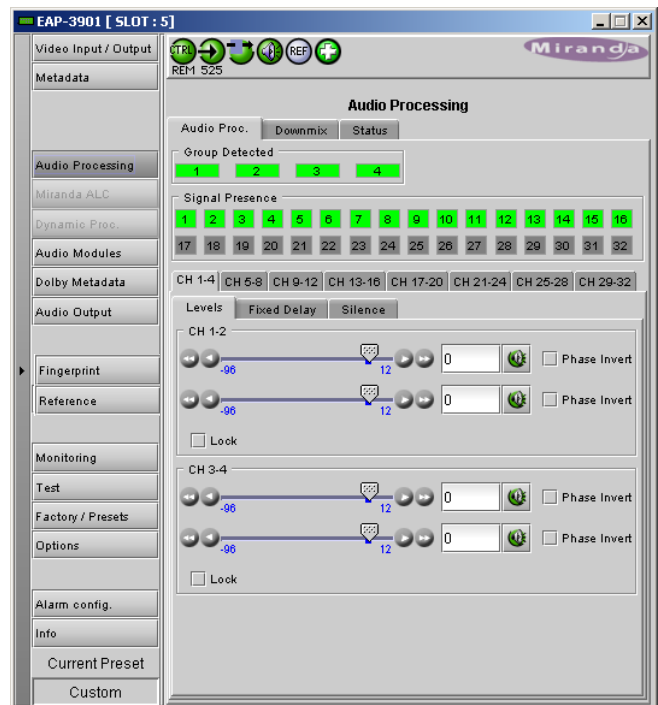 EAP-3901 [ SLOT : 5]
Video Input / Output
Metadata
Audio Processing
Miranda ALC
Dynamic Proc.
Audio Modules
Dolby Metadata
Audio Output
Fingerprint
Reference
Monitoring
Test
Factory / Presets
Options
Alarm config.
Info
Current Preset
Custom
CTRL REF
REM 525
Miranda
Audio Processing
Audio Proc. Downmix Status
Group Detected
1 2 3 4
Signal Presence
1 2 3 4 5 6 7 8 9 10 11 12 13 14 15 16
17 18 19 20 21 22 23 24 25 26 27 28 29 30 31 32
CH 1-4 CH 5-8 CH 9-12 CH 13-16 CH 17-20 CH 21-24 CH 25-28 CH 29-32
Levels Fixed Delay Silence
CH 1-2
-96 12 0 Phase Invert
-96 12 0 Phase Invert
Lock
CH 3-4
-96 12 0 Phase Invert
-96 12 0 Phase Invert
Lock